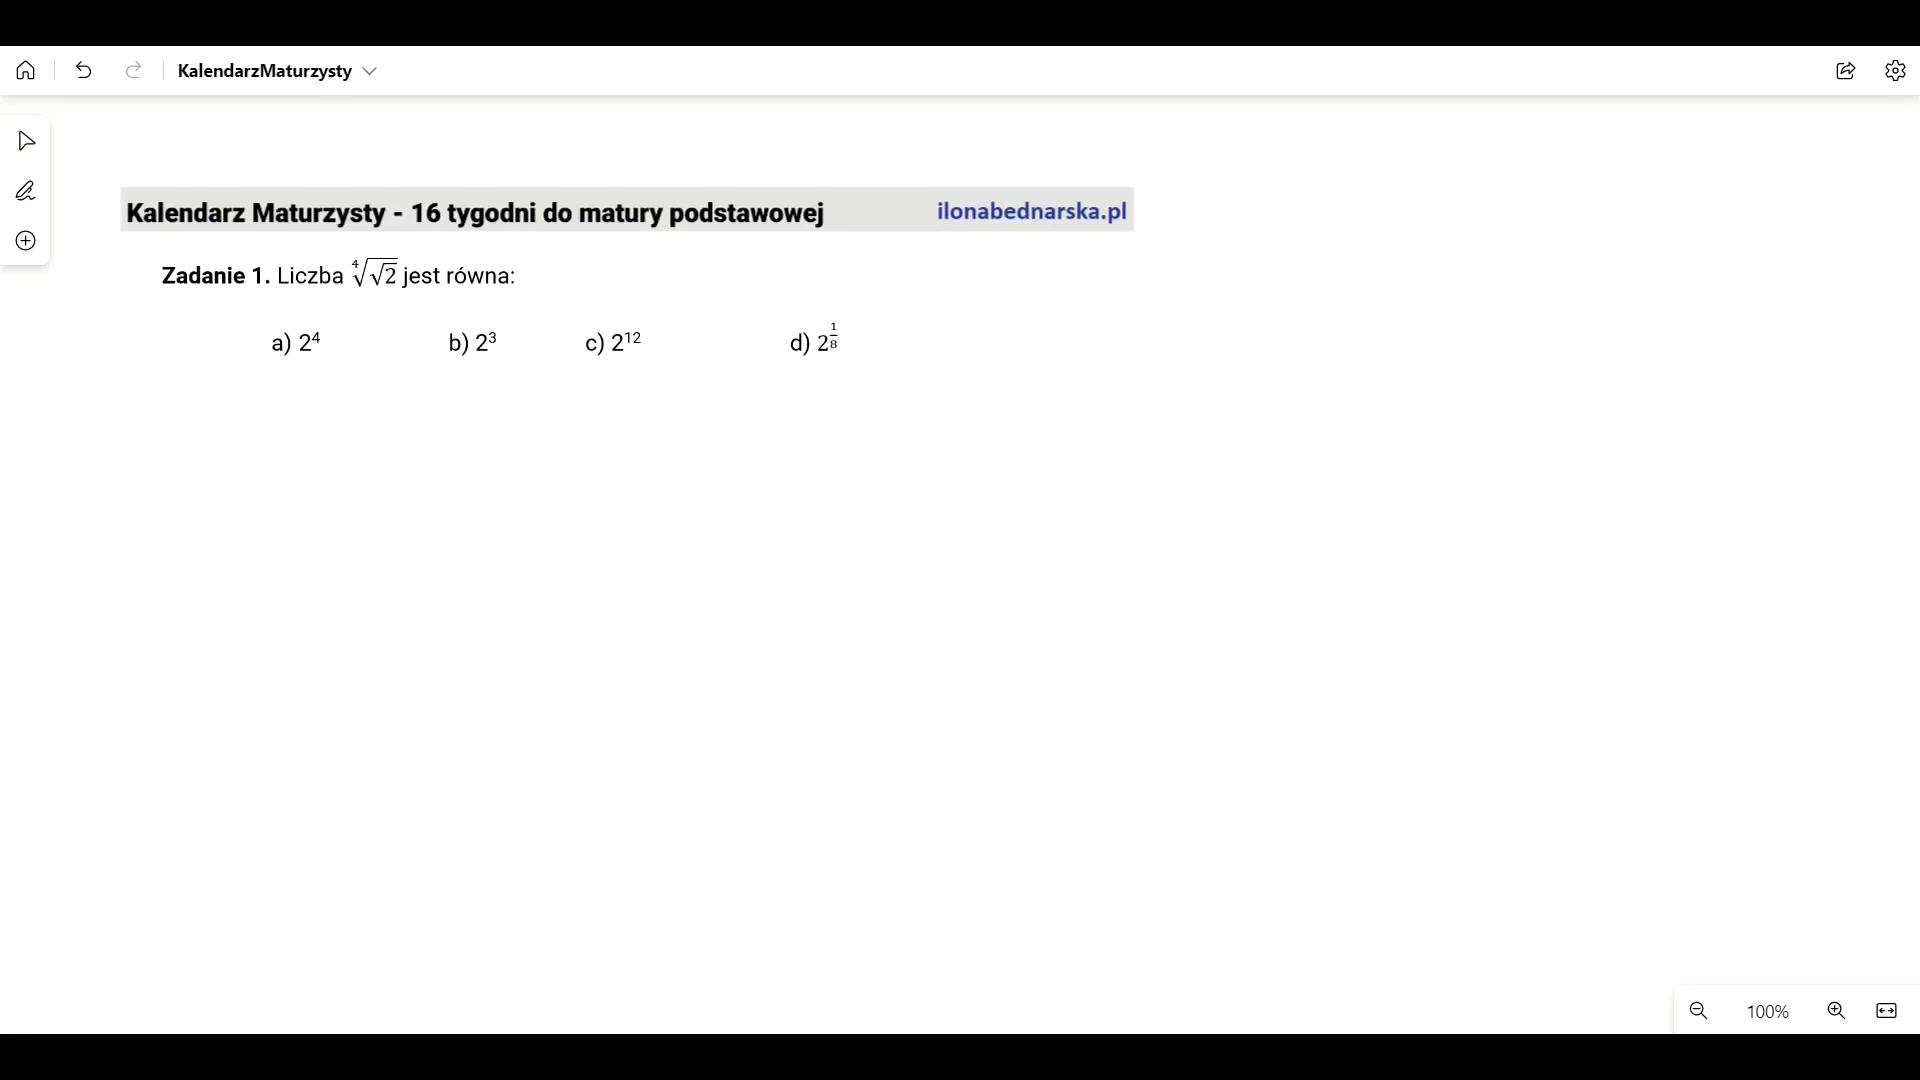 KalendarzMaturzysty
Kalendarz Maturzysty - 16 tygodni do matury podstawowej ilonabednarska.pl
Zadanie 1. Liczba ⁴√√2 jest równa:
a) 2⁴ b) 2³ c) 2¹² d) 2^(1/8)
100%